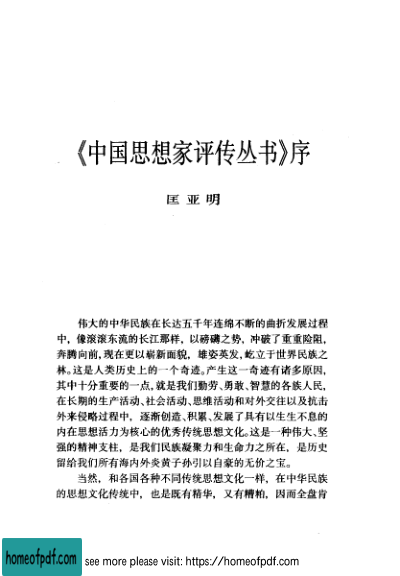 《中国思想家评传丛书》序
匡亚明
伟大的中华民族在长达五千年连绵不断的曲折发展过程
中，像滚滚东流的长江那样，以磅礴之势，冲破了重重险阻，
奔腾向前，现在更以崭新面貌，雄姿英发，屹立于世界民族之
林。这是人类历史上的一个奇迹。产生这一奇迹有诸多原因，
其中十分重要的一点，就是我们勤劳、勇敢、智慧的各族人民，
在长期的生产活动、社会活动、思维活动和对外交往以及抗击
外来侵略过程中，逐渐创造、积累、发展了具有以生生不息的
内在思想活力为核心的优秀传统思想文化。这是一种伟大、坚
强的精神支柱，是我们民族凝聚力和生命力之所在，是历史
留给我们所有海内外炎黄子孙引以自豪的无价之宝。
当然，和各国各种不同传统思想文化一样，在中华民族
的思想文化传统中，也是既有精华，又有糟粕，因而全盘肯
homeofpdf.com
see more please visit: https://homeofpdf.com